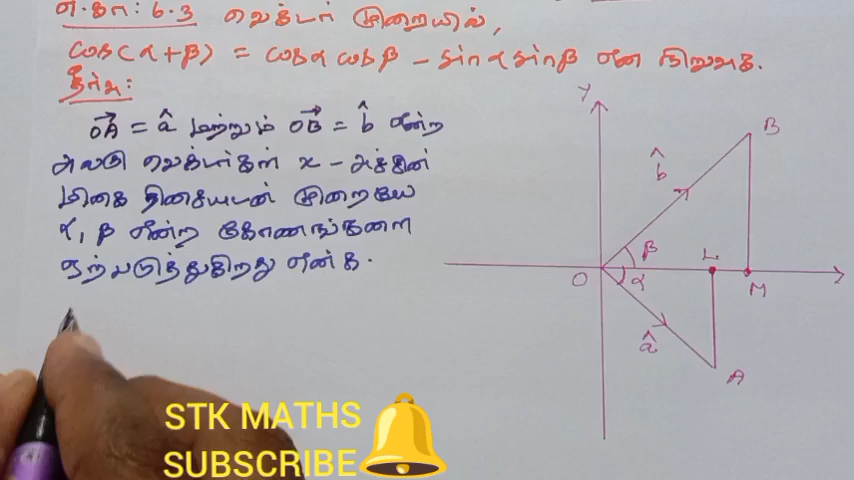 எ.கா: 6.3 வெக்டர் முறையில்,
cos(α+β) = cosα cosβ - sinα sinβ என நிறுவுக.
தீர்வு:
OA⃗ = â மற்றும் OB⃗ = b̂ என்ற
அலகு வெக்டர்கள் x - அச்சின்
மிகை திசையுடன் முறையே
α, β என்ற கோணங்களை
ஏற்படுத்துகிறது என்க.
Y
B
b̂
β
L
O
α
M
â
A
STK MATHS
SUBSCRIBE